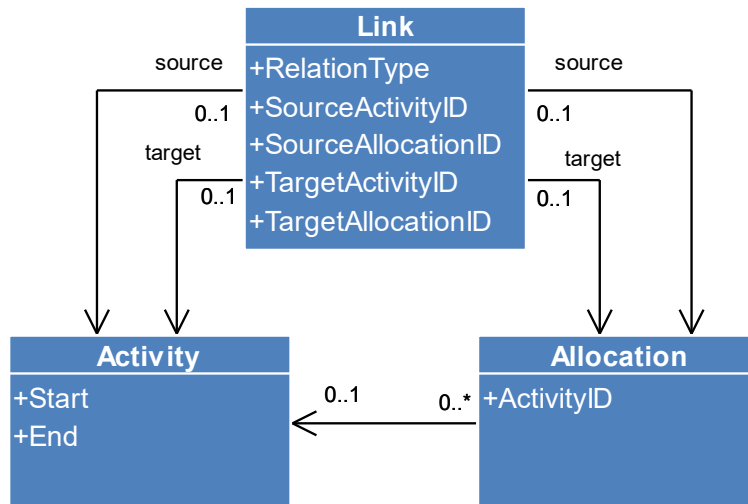 Link
source
+RelationType
source
0..1
+SourceActivityID
0..1
+SourceAllocationID
target
+TargetActivityID
target
0..1
+TargetAllocationID
0..1
Activity
+Start
+End
0..1
0..*
Allocation
+ActivityID